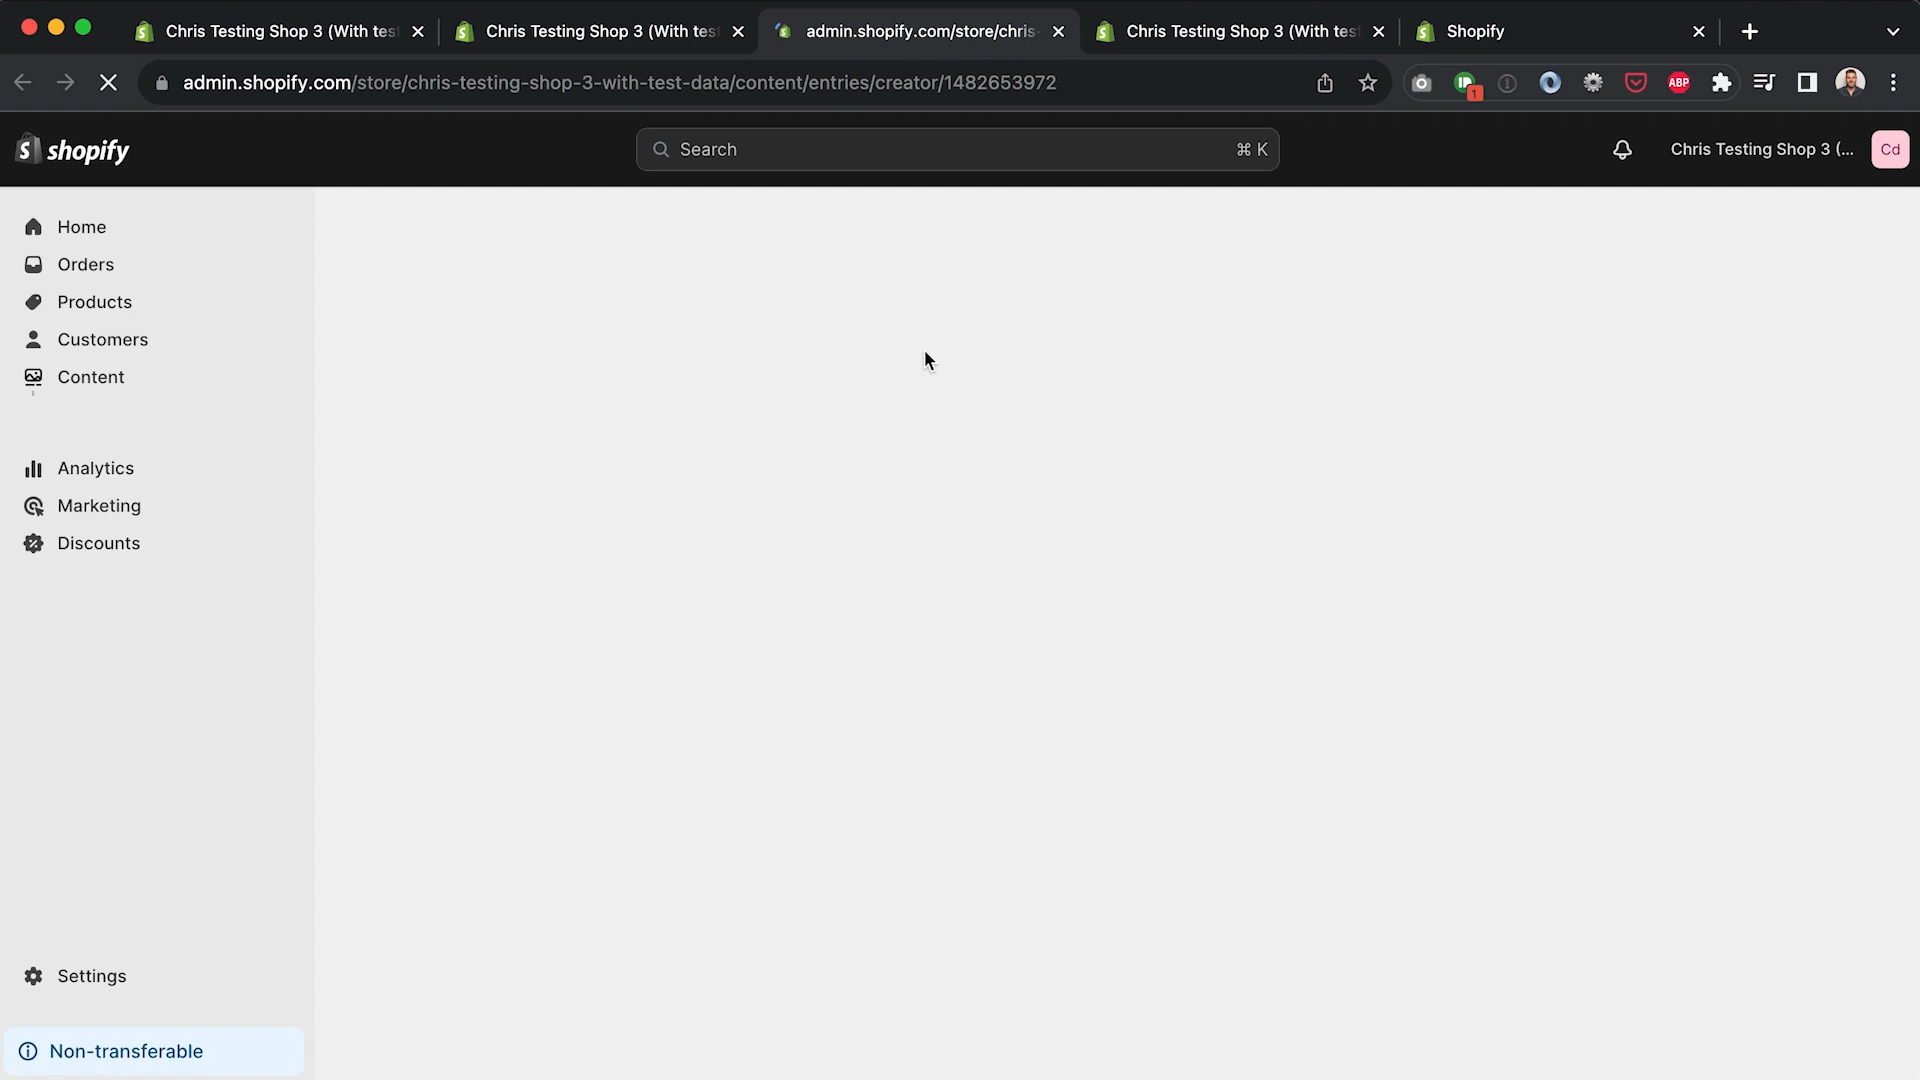 Chris Testing Shop 3 (With tes
Chris Testing Shop 3 (With tes
admin.shopify.com/store/chris-
Chris Testing Shop 3 (With tes
Shopify
admin.shopify.com/store/chris-testing-shop-3-with-test-data/content/entries/creator/1482653972
1
ABP
shopify
Search
⌘ K
Chris Testing Shop 3 (...
Cd
Home
Orders
Products
Customers
Content
Analytics
Marketing
Discounts
Settings
Non-transferable